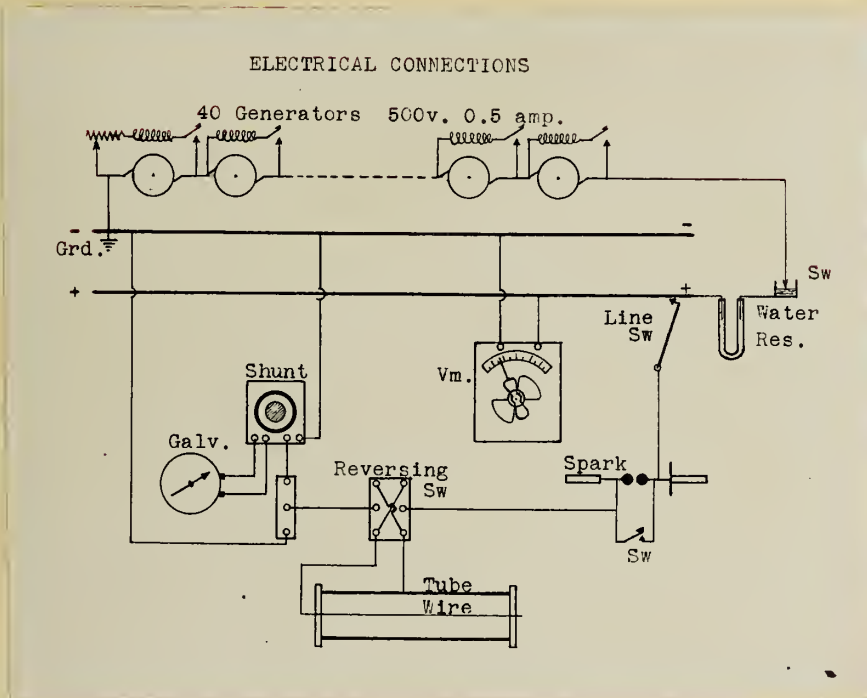 ELECTRICAL CONNECTIONS
40 Generators 500v. 0.5 amp.
- -
Grd.
+ +
Sw
Line
Sw
Water
Res.
Shunt
Vm.
Galv.
Reversing
Sw
Spark
Sw
Tube
Wire